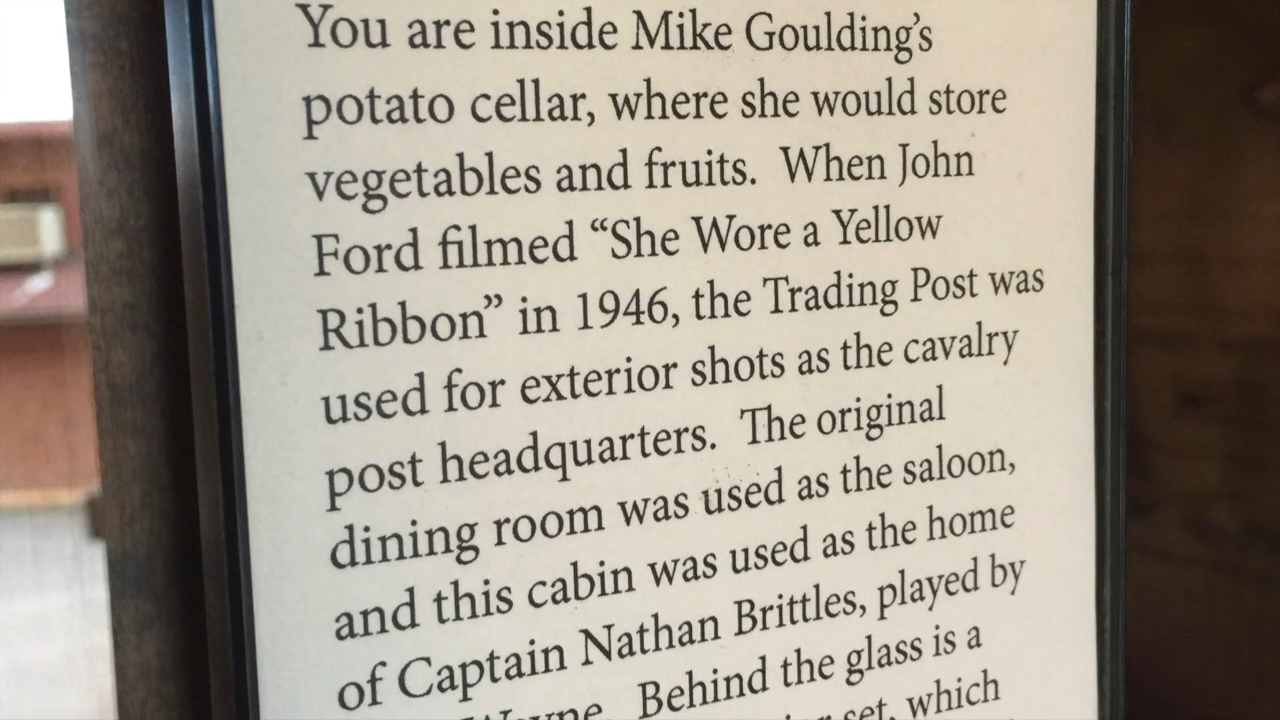 You are inside Mike Goulding's
potato cellar, where she would store
vegetables and fruits. When John
Ford filmed “She Wore a Yellow
Ribbon” in 1946, the Trading Post was
used for exterior shots as the cavalry
post headquarters. The original
dining room was used as the saloon,
and this cabin was used as the home
of Captain Nathan Brittles, played by
Wayne. Behind the glass is a
set, which